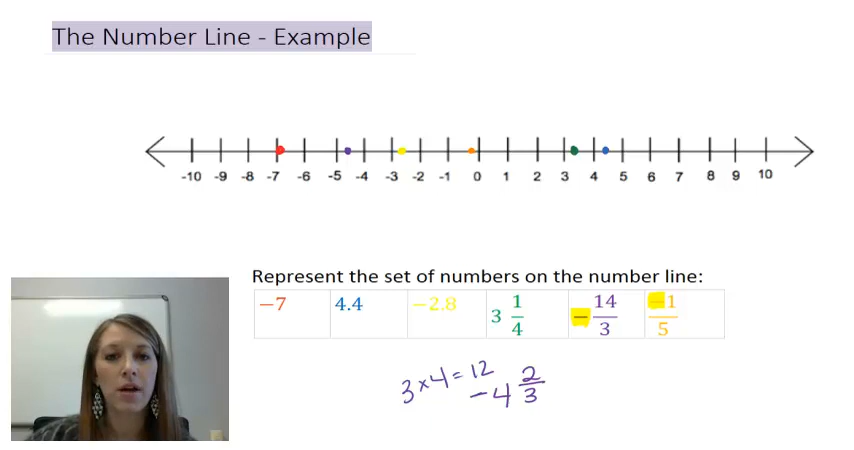 The Number Line - Example
-10 -9 -8 -7 -6 -5 -4 -3 -2 -1 0 1 2 3 4 5 6 7 8 9 10
Represent the set of numbers on the number line:
−7 4.4 −2.8 3 1/4 −14/3 −1/5
3×4=12
−4 2/3